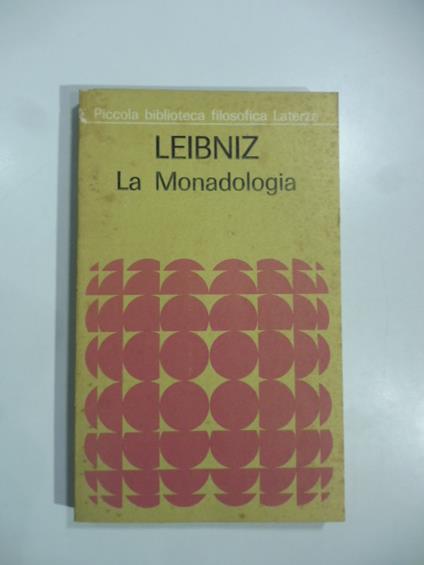 Piccola biblioteca filosofica Laterza
LEIBNIZ
La Monadologia